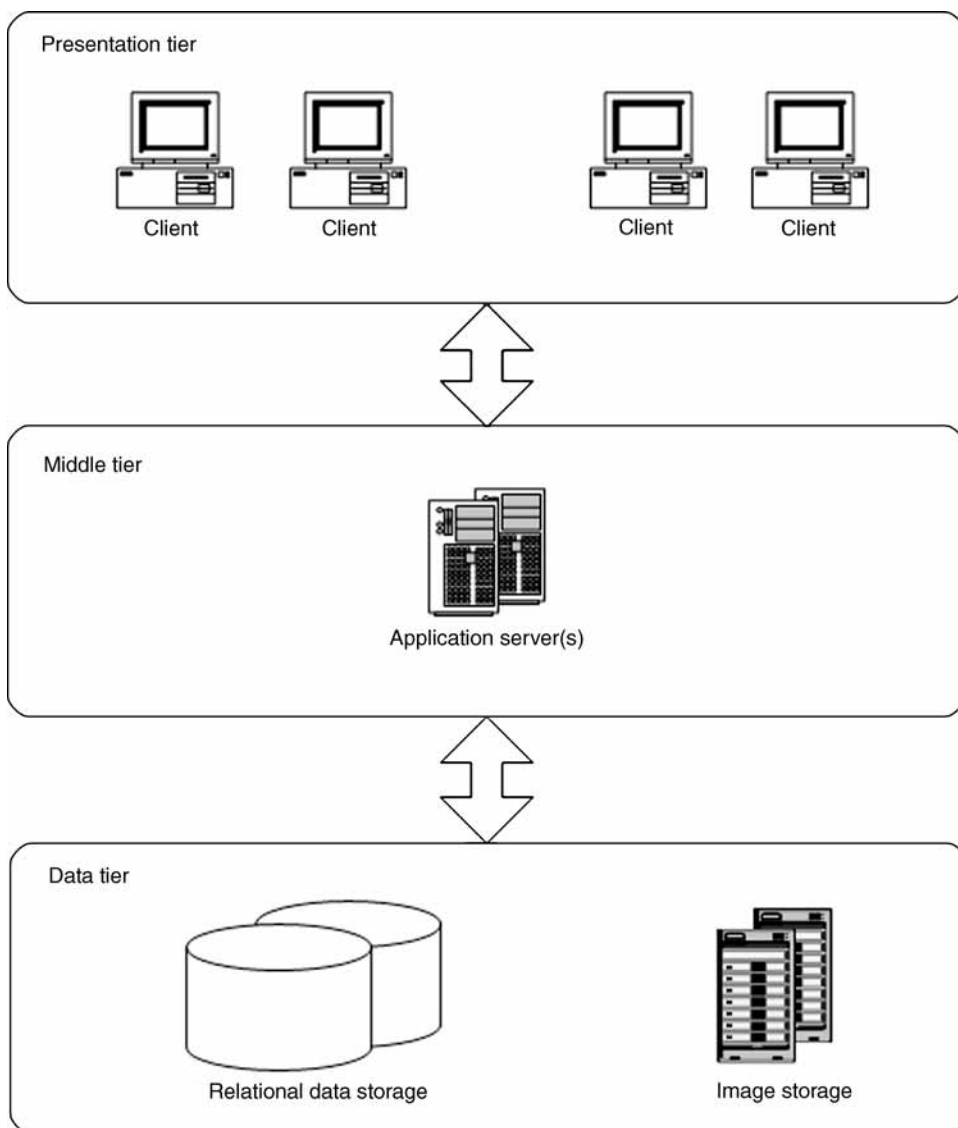 Presentation tier
Client
Client
Client
Client
Middle tier
Application server(s)
Data tier
Relational data storage
Image storage